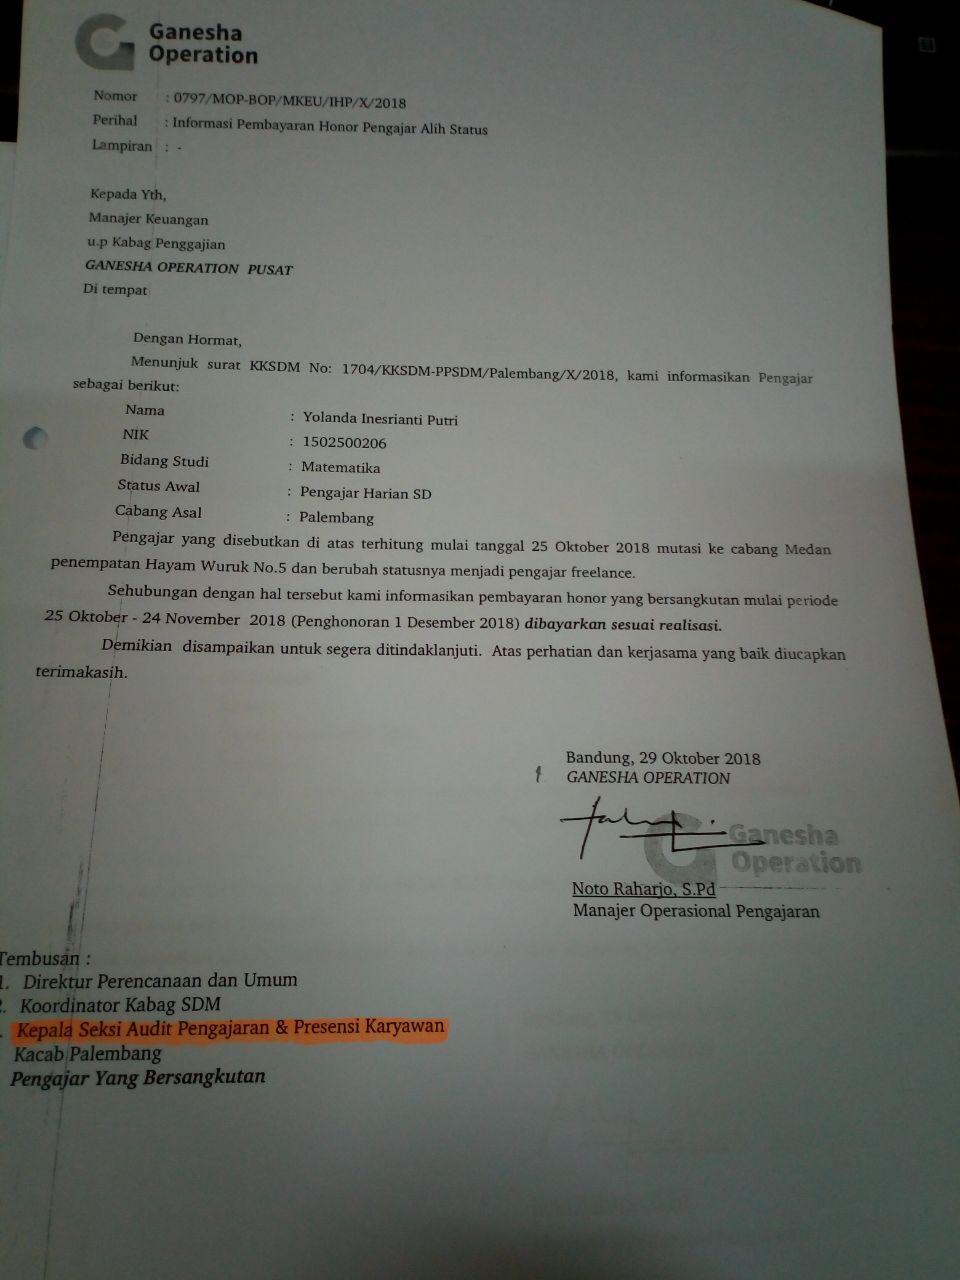 Ganesha
Operation
Nomor : 0797/MOP-BOP/MKEU/IHP/X/2018
Perihal : Informasi Pembayaran Honor Pengajar Alih Status
Lampiran : -
Kepada Yth,
Manajer Keuangan
u.p Kabag Penggajian
GANESHA OPERATION PUSAT
Di tempat
Dengan Hormat,
Menunjuk surat KKSDM No: 1704/KKSDM-PPSDM/Palembang/X/2018, kami informasikan Pengajar
sebagai berikut:
Nama : Yolanda Inesrianti Putri
NIK : 1502500206
Bidang Studi : Matematika
Status Awal : Pengajar Harian SD
Cabang Asal : Palembang
Pengajar yang disebutkan di atas terhitung mulai tanggal 25 Oktober 2018 mutasi ke cabang Medan
penempatan Hayam Wuruk No.5 dan berubah statusnya menjadi pengajar freelance.
Sehubungan dengan hal tersebut kami informasikan pembayaran honor yang bersangkutan mulai periode
25 Oktober - 24 November 2018 (Penghonoran 1 Desember 2018) dibayarkan sesuai realisasi.
Demikian disampaikan untuk segera ditindaklanjuti. Atas perhatian dan kerjasama yang baik diucapkan
terimakasih.
Bandung, 29 Oktober 2018
GANESHA OPERATION
Ganesha
Operation
Noto Raharjo, S.Pd
Manajer Operasional Pengajaran
Tembusan :
1. Direktur Perencanaan dan Umum
2. Koordinator Kabag SDM
. Kepala Seksi Audit Pengajaran & Presensi Karyawan
Kacab Palembang
Pengajar Yang Bersangkutan